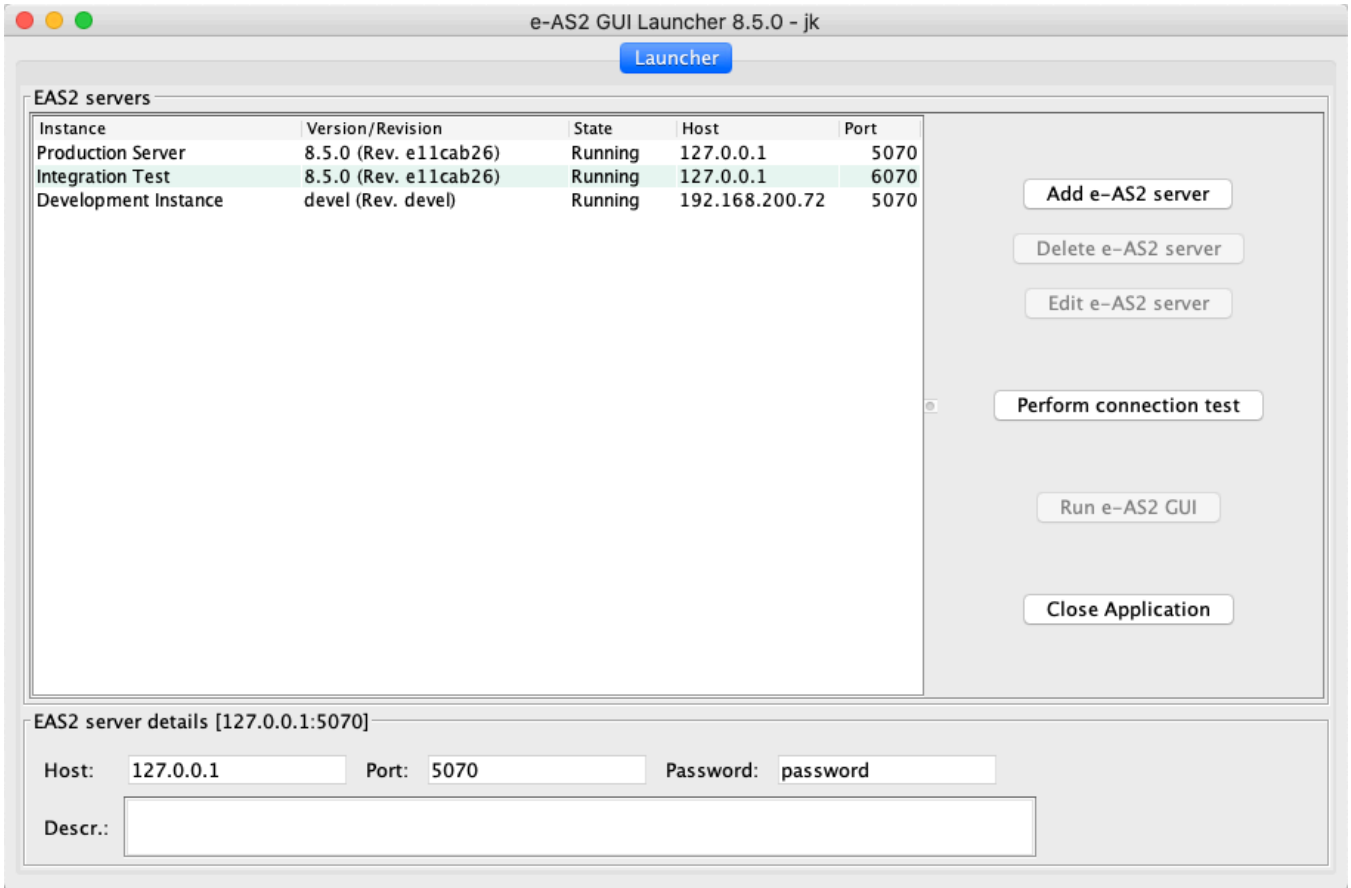 e-AS2 GUI Launcher 8.5.0 - jk
Launcher
EAS2 servers
Instance Version/Revision State Host Port
Production Server 8.5.0 (Rev. e11cab26) Running 127.0.0.1 5070
Integration Test 8.5.0 (Rev. e11cab26) Running 127.0.0.1 6070
Development Instance devel (Rev. devel) Running 192.168.200.72 5070
Add e-AS2 server
Delete e-AS2 server
Edit e-AS2 server
Perform connection test
Run e-AS2 GUI
Close Application
EAS2 server details [127.0.0.1:5070]
Host: 127.0.0.1 Port: 5070 Password: password
Descr.: